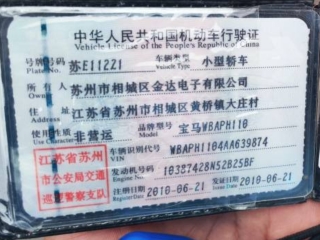 中华人民共和国机动车行驶证
Vehicle License of the People's Republic of China
号牌号码 苏E11221 车辆类型 小型轿车
Plate No. Vehicle Type
所有人 苏州市相城区金达电子有限公司
Owner
住址 江苏省苏州市相城区黄桥镇大庄村
Address
使用性质 非营运 品牌型号 宝马WBAPH110
Use Character Model
江苏省苏州 车辆识别代号 WBAPH1104AA639874
VIN
市公安局交通 发动机号码 10387428N52B25BF
Engine No.
巡逻警察支队 注册日期 2010-06-21 发证日期 2010-06-21
Register Date Issue Date